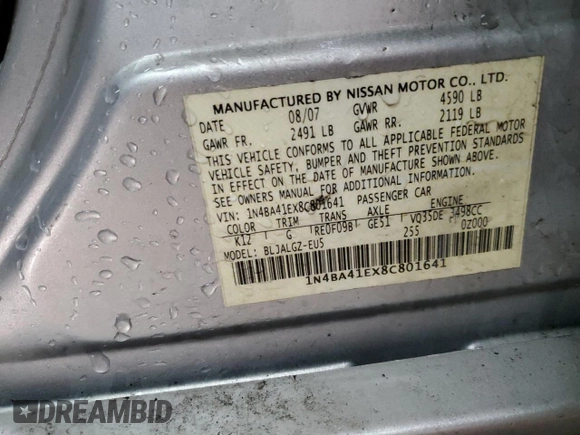 MANUFACTURED BY NISSAN MOTOR CO., LTD.
DATE 08/07 GVWR 4590 LB
GAWR FR. 2491 LB GAWR RR. 2119 LB
THIS VEHICLE CONFORMS TO ALL APPLICABLE FEDERAL MOTOR
VEHICLE SAFETY, BUMPER AND THEFT PREVENTION STANDARDS
IN EFFECT ON THE DATE OF MANUFACTURE SHOWN ABOVE.
SEE OWNERS MANUAL FOR ADDITIONAL INFORMATION.
VIN: 1N4BA41EX8C801641 PASSENGER CAR
COLOR TRIM TRANS AXLE ENGINE
K12 G RE0F09B GE51 VQ35DE 3498CC
MODEL: BLJALGZ-EU5 255 0Z000
1N4BA41EX8C801641
DREAMBID